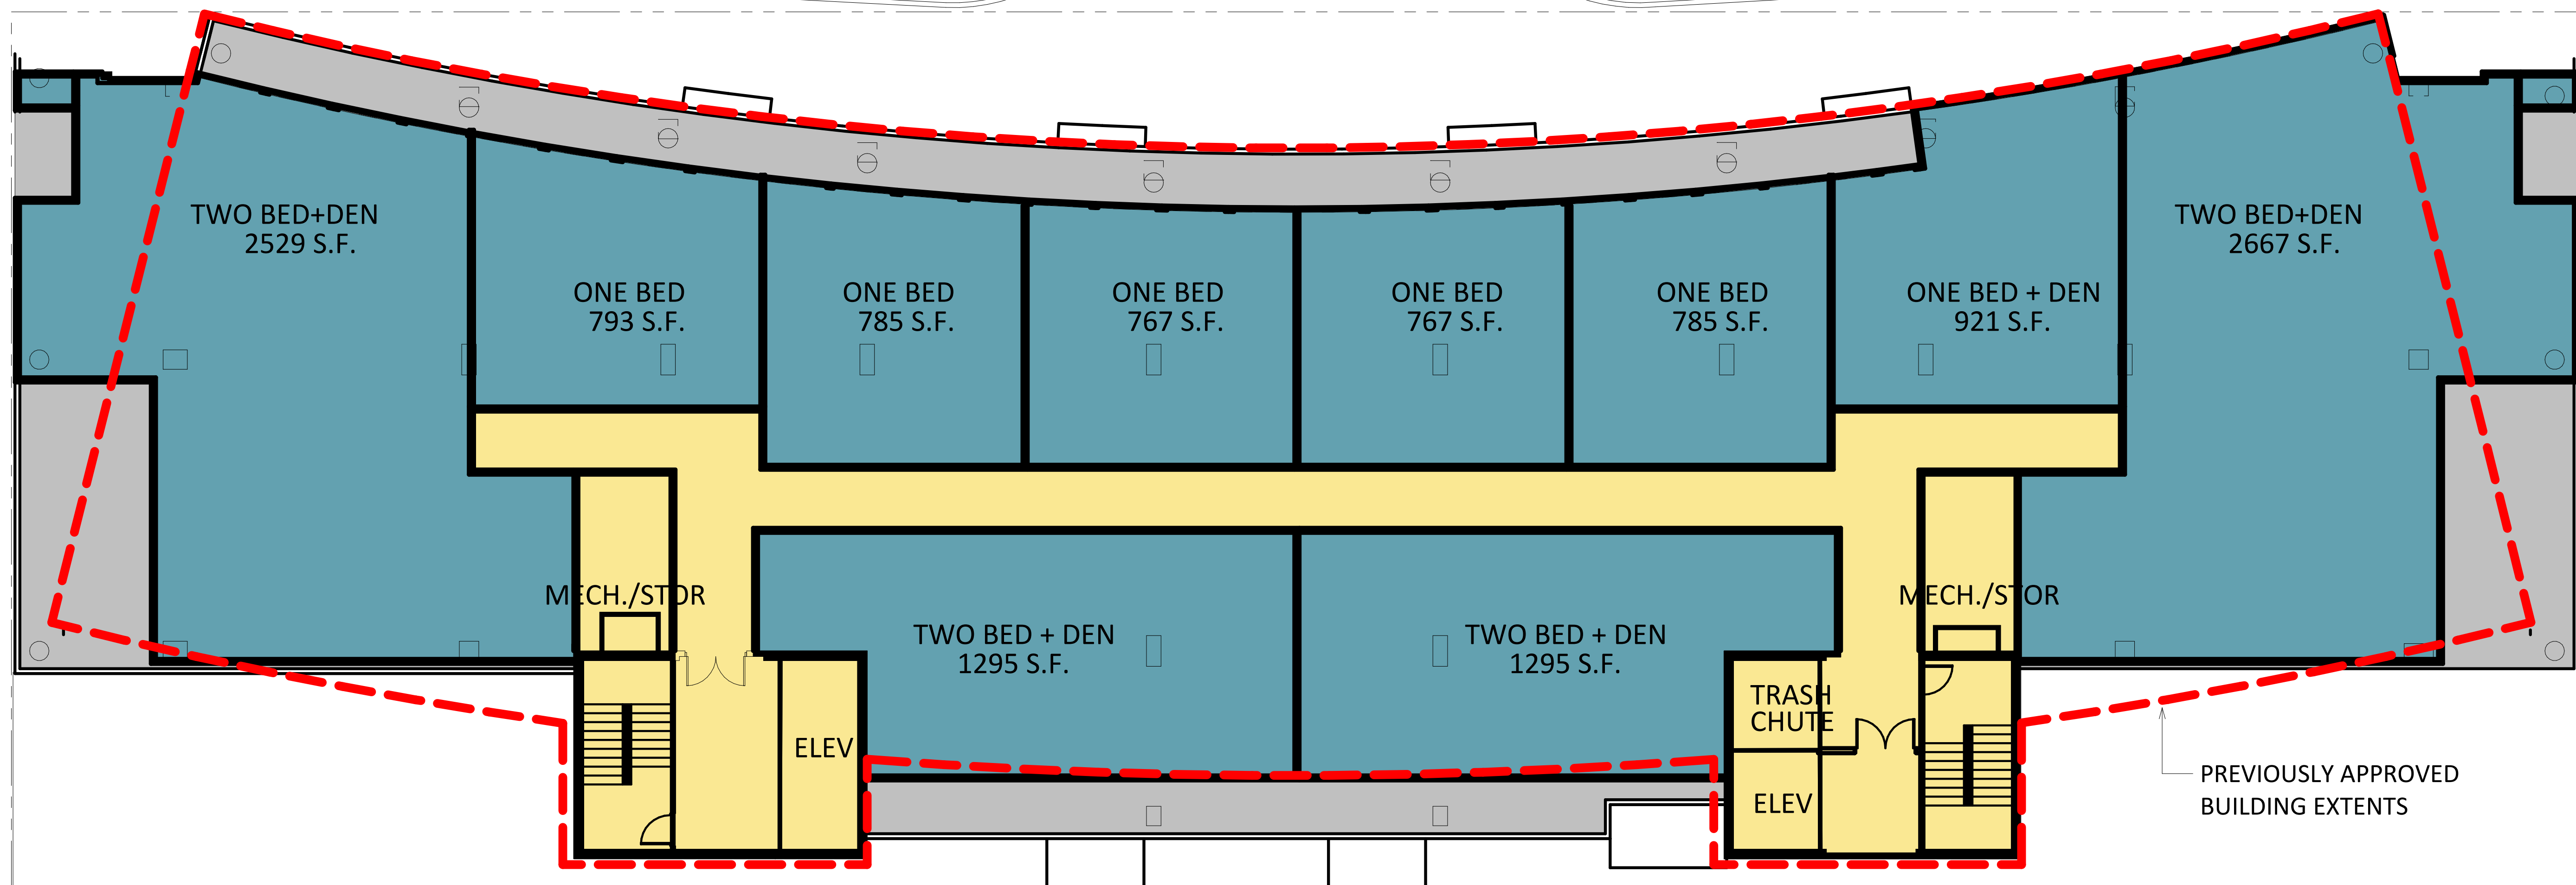 TWO BED+DEN
2529 S.F.
TWO BED+DEN
2667 S.F.
ONE BED
793 S.F.
ONE BED
785 S.F.
ONE BED
767 S.F.
ONE BED
767 S.F.
ONE BED
785 S.F.
ONE BED + DEN
921 S.F.
MECH./STOR
MECH./STOR
TWO BED + DEN
1295 S.F.
TWO BED + DEN
1295 S.F.
TRASH
CHUTE
ELEV
ELEV
PREVIOUSLY APPROVED
BUILDING EXTENTS